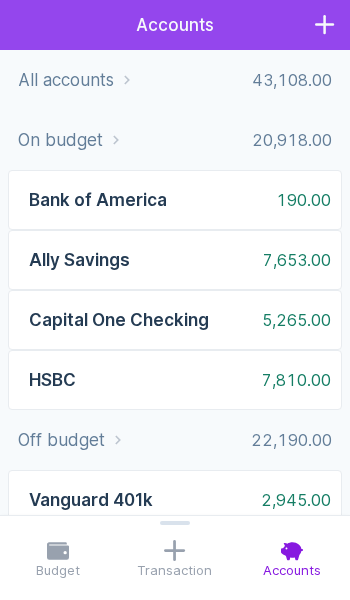 Accounts
All accounts 43,108.00
On budget 20,918.00
Bank of America 190.00
Ally Savings 7,653.00
Capital One Checking 5,265.00
HSBC 7,810.00
Off budget 22,190.00
Vanguard 401k 2,945.00
Budget Transaction Accounts